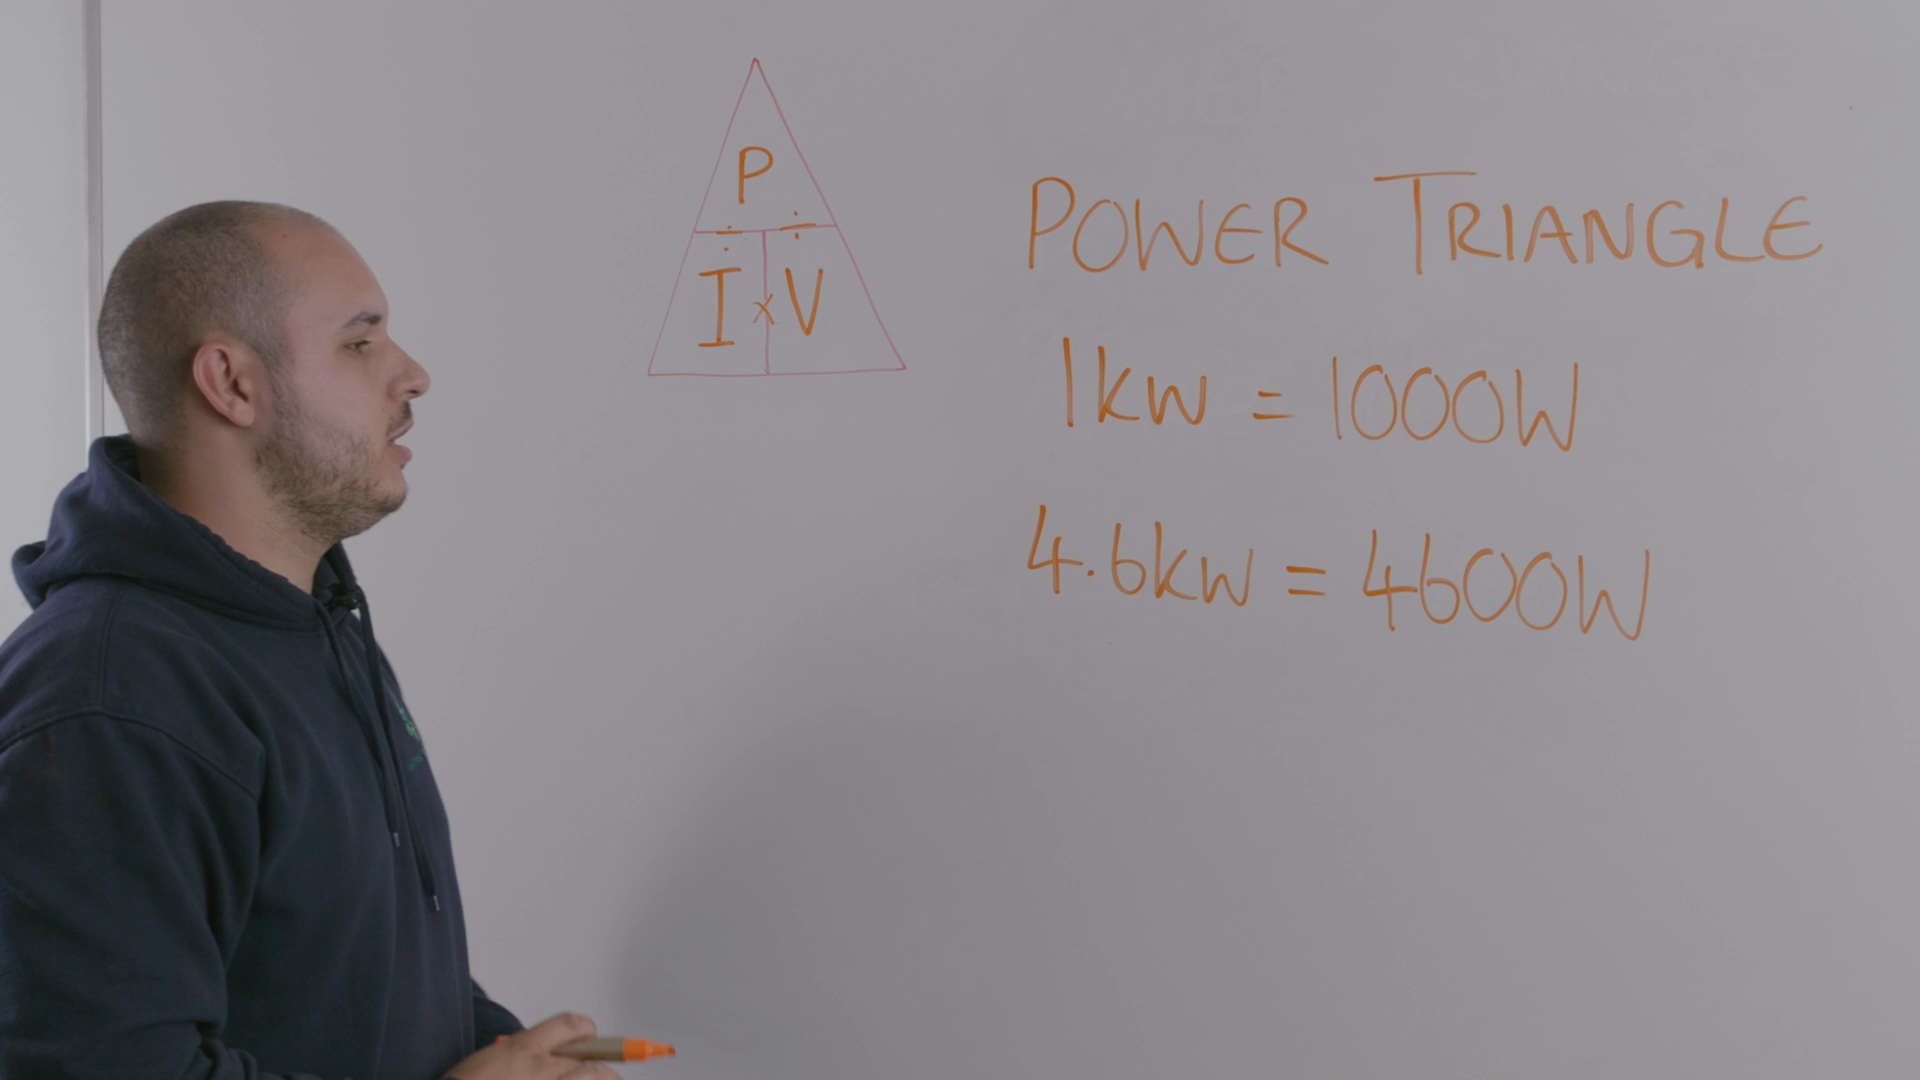 P
÷ ÷
I x V
POWER TRIANGLE
1kW = 1000W
4.6kW = 4600W